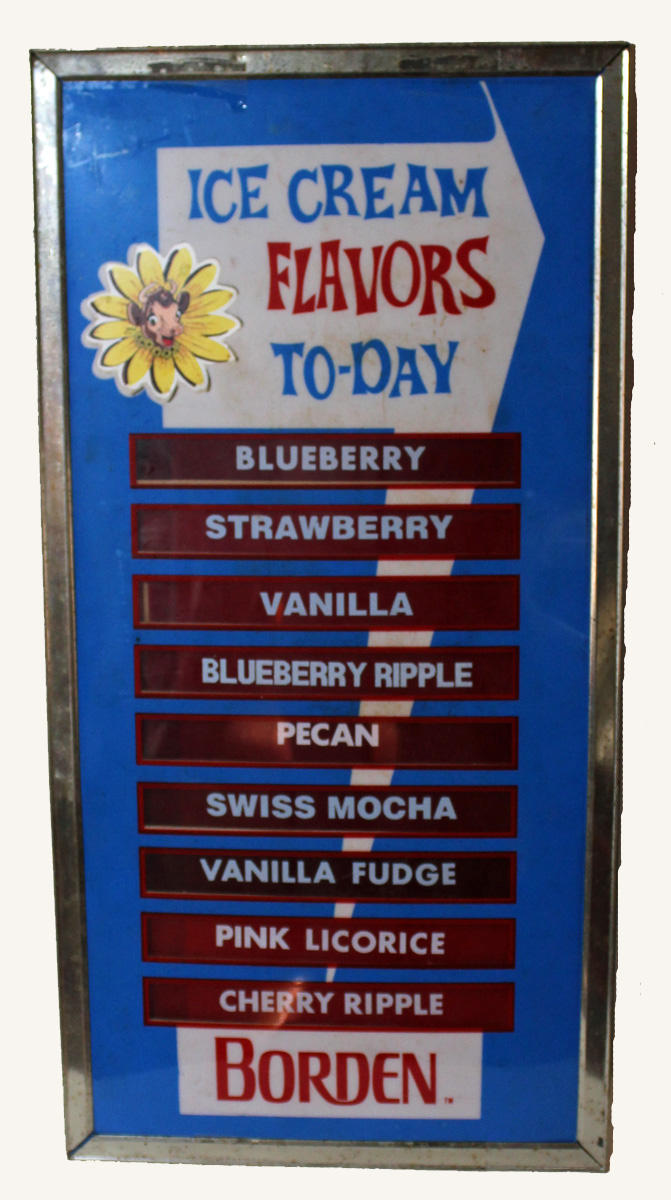 ICE CREAM
FLAVORS
TO-DAY
BLUEBERRY
STRAWBERRY
VANILLA
BLUEBERRY RIPPLE
PECAN
SWISS MOCHA
VANILLA FUDGE
PINK LICORICE
CHERRY RIPPLE
BORDEN™